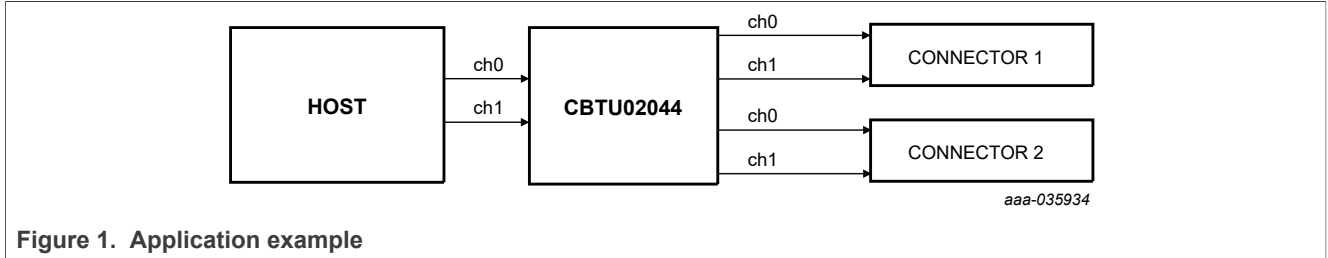 ch0
ch1
HOST
CBTU02044
ch0
ch1
ch0
ch1
CONNECTOR 1
CONNECTOR 2
aaa-035934
Figure 1. Application example